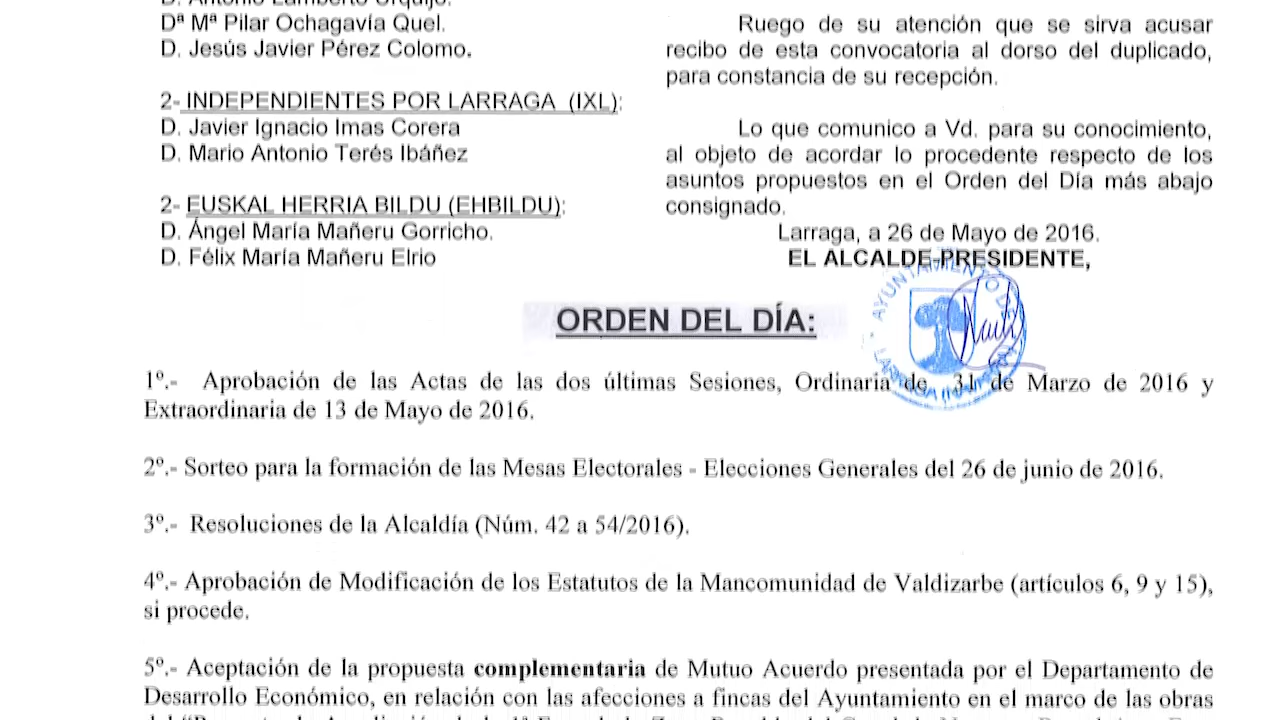 D. Antonio Lamberto Urquijo.
Dª Mª Pilar Ochagavía Quel.
D. Jesús Javier Pérez Colomo.
2- INDEPENDIENTES POR LARRAGA (IXL):
D. Javier Ignacio Imas Corera
D. Mario Antonio Terés Ibáñez
2- EUSKAL HERRIA BILDU (EHBILDU):
D. Ángel María Mañeru Gorricho.
D. Félix María Mañeru Elrio
Ruego de su atención que se sirva acusar
recibo de esta convocatoria al dorso del duplicado,
para constancia de su recepción.
Lo que comunico a Vd. para su conocimiento,
al objeto de acordar lo procedente respecto de los
asuntos propuestos en el Orden del Día más abajo
consignado.
Larraga, a 26 de Mayo de 2016.
EL ALCALDE-PRESIDENTE,
AYUNTAMIENTO DE
LARRAGA
ORDEN DEL DÍA:
1º.- Aprobación de las Actas de las dos últimas Sesiones, Ordinaria de 31 de Marzo de 2016 y
Extraordinaria de 13 de Mayo de 2016.
2º.- Sorteo para la formación de las Mesas Electorales - Elecciones Generales del 26 de junio de 2016.
3º.- Resoluciones de la Alcaldía (Núm. 42 a 54/2016).
4º.- Aprobación de Modificación de los Estatutos de la Mancomunidad de Valdizarbe (artículos 6, 9 y 15),
si procede.
5º.- Aceptación de la propuesta complementaria de Mutuo Acuerdo presentada por el Departamento de
Desarrollo Económico, en relación con las afecciones a fincas del Ayuntamiento en el marco de las obras